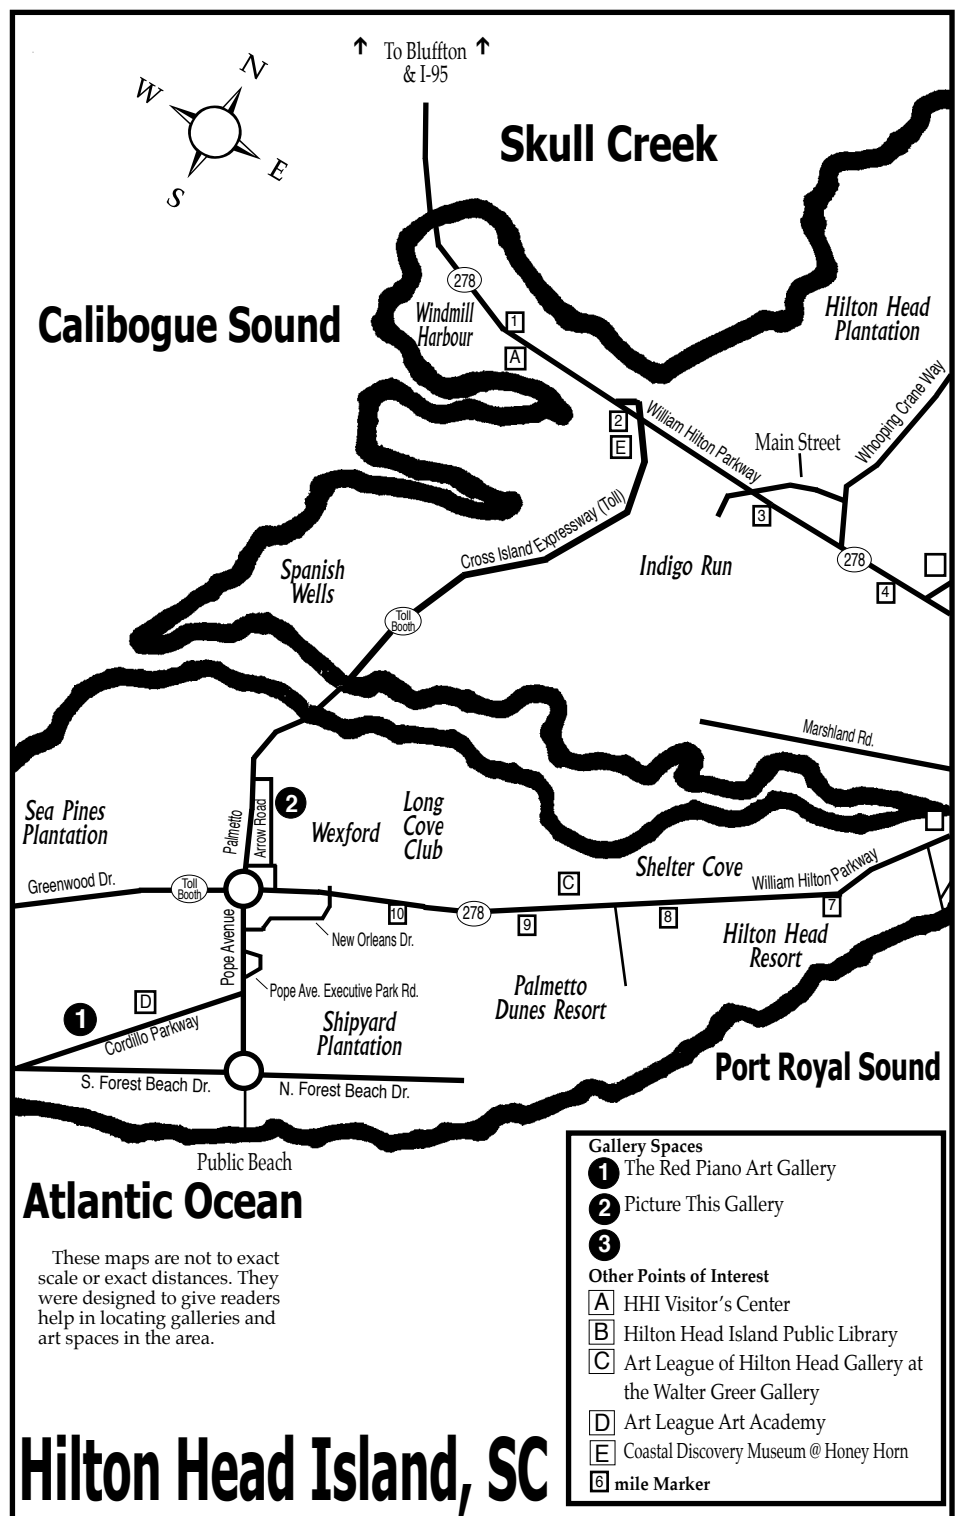 To Bluffton
& I-95
N
W
E
S
Skull Creek
Calibogue Sound
278
Windmill
Harbour
1
A
Hilton Head
Plantation
2
E
William Hilton Parkway
Main Street
Whooping Crane Way
3
Cross Island Expressway (Toll)
Indigo Run
278
4
Spanish
Wells
Toll
Booth
Marshland Rd.
Sea Pines
Plantation
Palmetto
Arrow Road
2
Wexford
Long
Cove
Club
Shelter Cove
C
William Hilton Parkway
Greenwood Dr.
Toll
Booth
10
278
9
8
7
New Orleans Dr.
Hilton Head
Resort
Pope Avenue
Pope Ave. Executive Park Rd.
Palmetto
Dunes Resort
D
1
Cordillo Parkway
Shipyard
Plantation
Port Royal Sound
S. Forest Beach Dr.
N. Forest Beach Dr.
Public Beach
Atlantic Ocean
These maps are not to exact
scale or exact distances. They
were designed to give readers
help in locating galleries and
art spaces in the area.
Gallery Spaces
1 The Red Piano Art Gallery
2 Picture This Gallery
3
Other Points of Interest
A HHI Visitor's Center
B Hilton Head Island Public Library
C Art League of Hilton Head Gallery at
the Walter Greer Gallery
D Art League Art Academy
E Coastal Discovery Museum @ Honey Horn
6 mile Marker
Hilton Head Island, SC